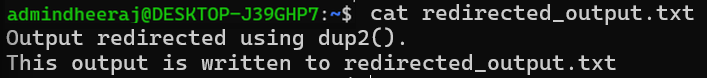 admindheeraj@DESKTOP-J39GHP7:~$ cat redirected_output.txt
Output redirected using dup2().
This output is written to redirected_output.txt